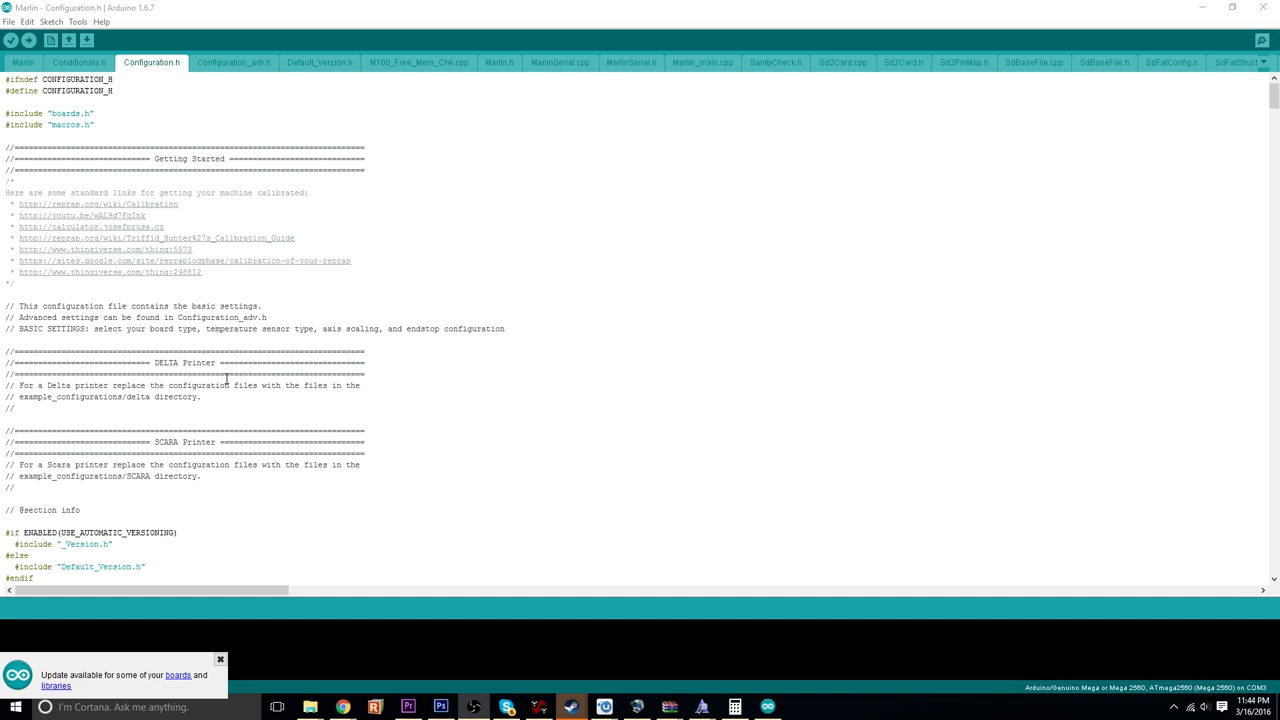 Marlin - Configuration.h | Arduino 1.6.7
File Edit Sketch Tools Help
Marlin Conditionals.h Configuration.h Configuration_adv.h Default_Version.h M100_Free_Mem_Chk.cpp Marlin.h MarlinSerial.cpp MarlinSerial.h Marlin_main.cpp SanityCheck.h Sd2Card.cpp Sd2Card.h Sd2PinMap.h SdBaseFile.cpp SdBaseFile.h SdFatConfig.h SdFatStruct
#ifndef CONFIGURATION_H
#define CONFIGURATION_H
#include "boards.h"
#include "macros.h"
//===========================================================================
//============================= Getting Started =============================
//===========================================================================
/*
Here are some standard links for getting your machine calibrated:
* http://reprap.org/wiki/Calibration
* http://youtu.be/wAL9d7FgInk
* http://calculator.josefprusa.cz
* http://reprap.org/wiki/Triffid_Hunter%27s_Calibration_Guide
* http://www.thingiverse.com/thing:5573
* https://sites.google.com/site/repraplogphase/calibration-of-your-reprap
* http://www.thingiverse.com/thing:298812
*/
// This configuration file contains the basic settings.
// Advanced settings can be found in Configuration_adv.h
// BASIC SETTINGS: select your board type, temperature sensor type, axis scaling, and endstop configuration
//===========================================================================
//============================= DELTA Printer ===============================
//===========================================================================
// For a Delta printer replace the configuration files with the files in the
// example_configurations/delta directory.
//
//===========================================================================
//============================= SCARA Printer ===============================
//===========================================================================
// For a Scara printer replace the configuration files with the files in the
// example_configurations/SCARA directory.
//
// @section info
#if ENABLED(USE_AUTOMATIC_VERSIONING)
#include "_Version.h"
#else
#include "Default_Version.h"
#endif
Update available for some of your boards and
libraries
Arduino/Genuino Mega or Mega 2560, ATmega2560 (Mega 2560) on COM3
I'm Cortana. Ask me anything.
11:44 PM
3/16/2016